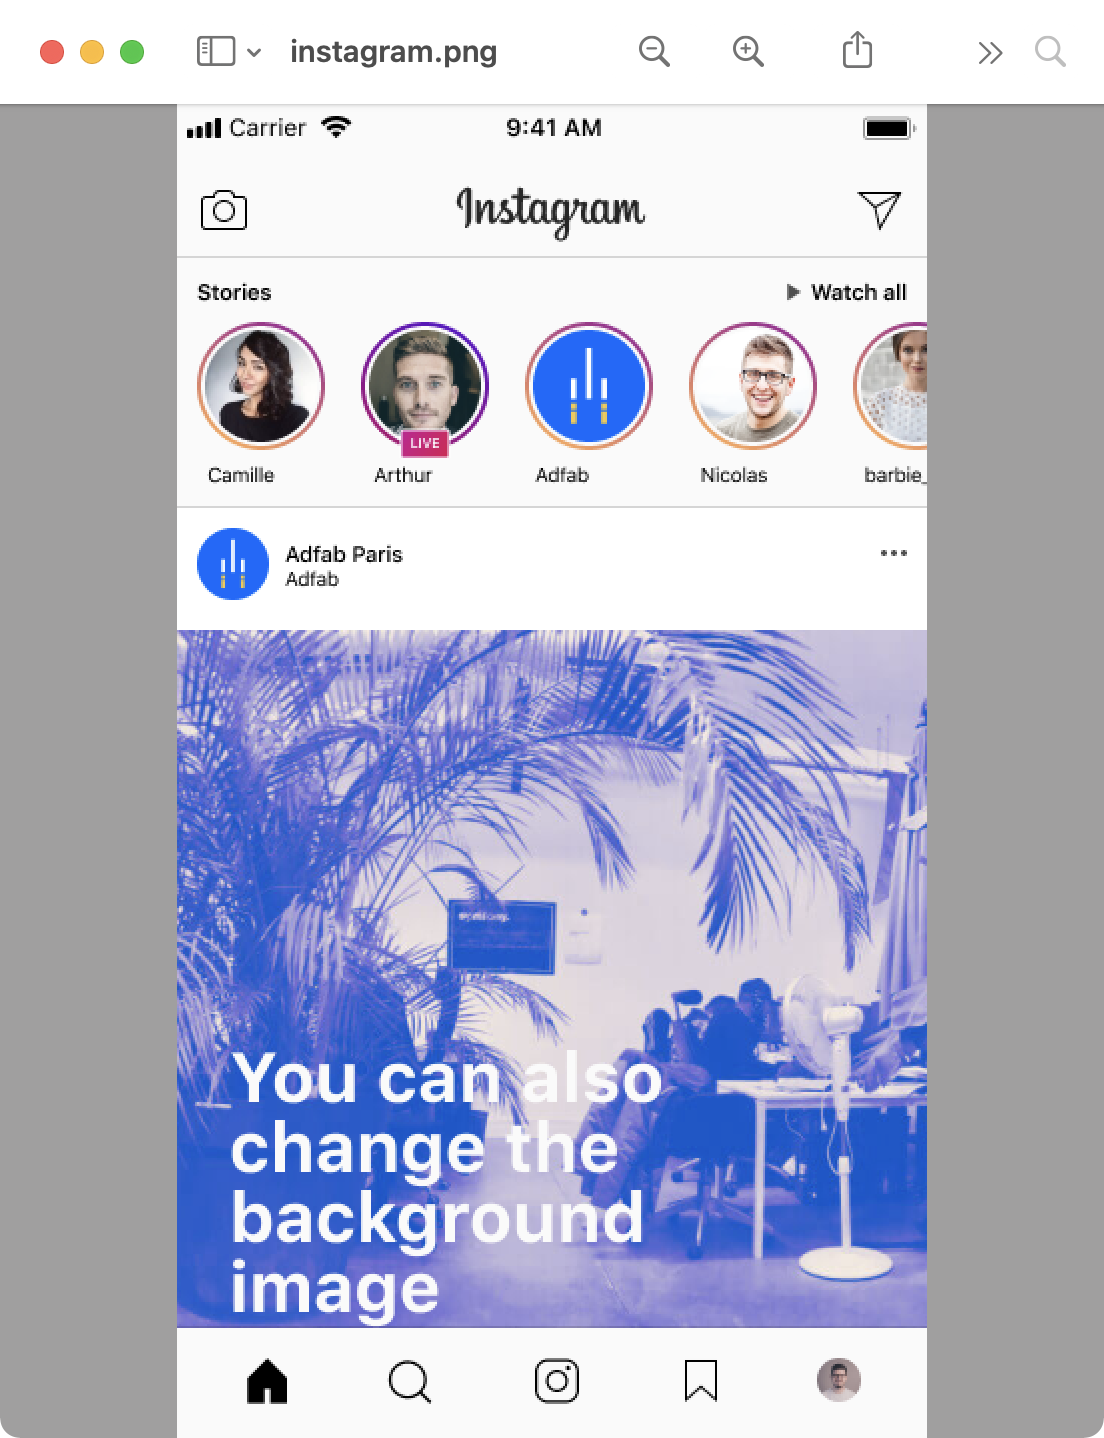 instagram.png
Carrier
9:41 AM
Instagram
Stories
Watch all
LIVE
Camille
Arthur
Adfab
Nicolas
barbie_
Adfab Paris
Adfab
You can also
change the
background
image